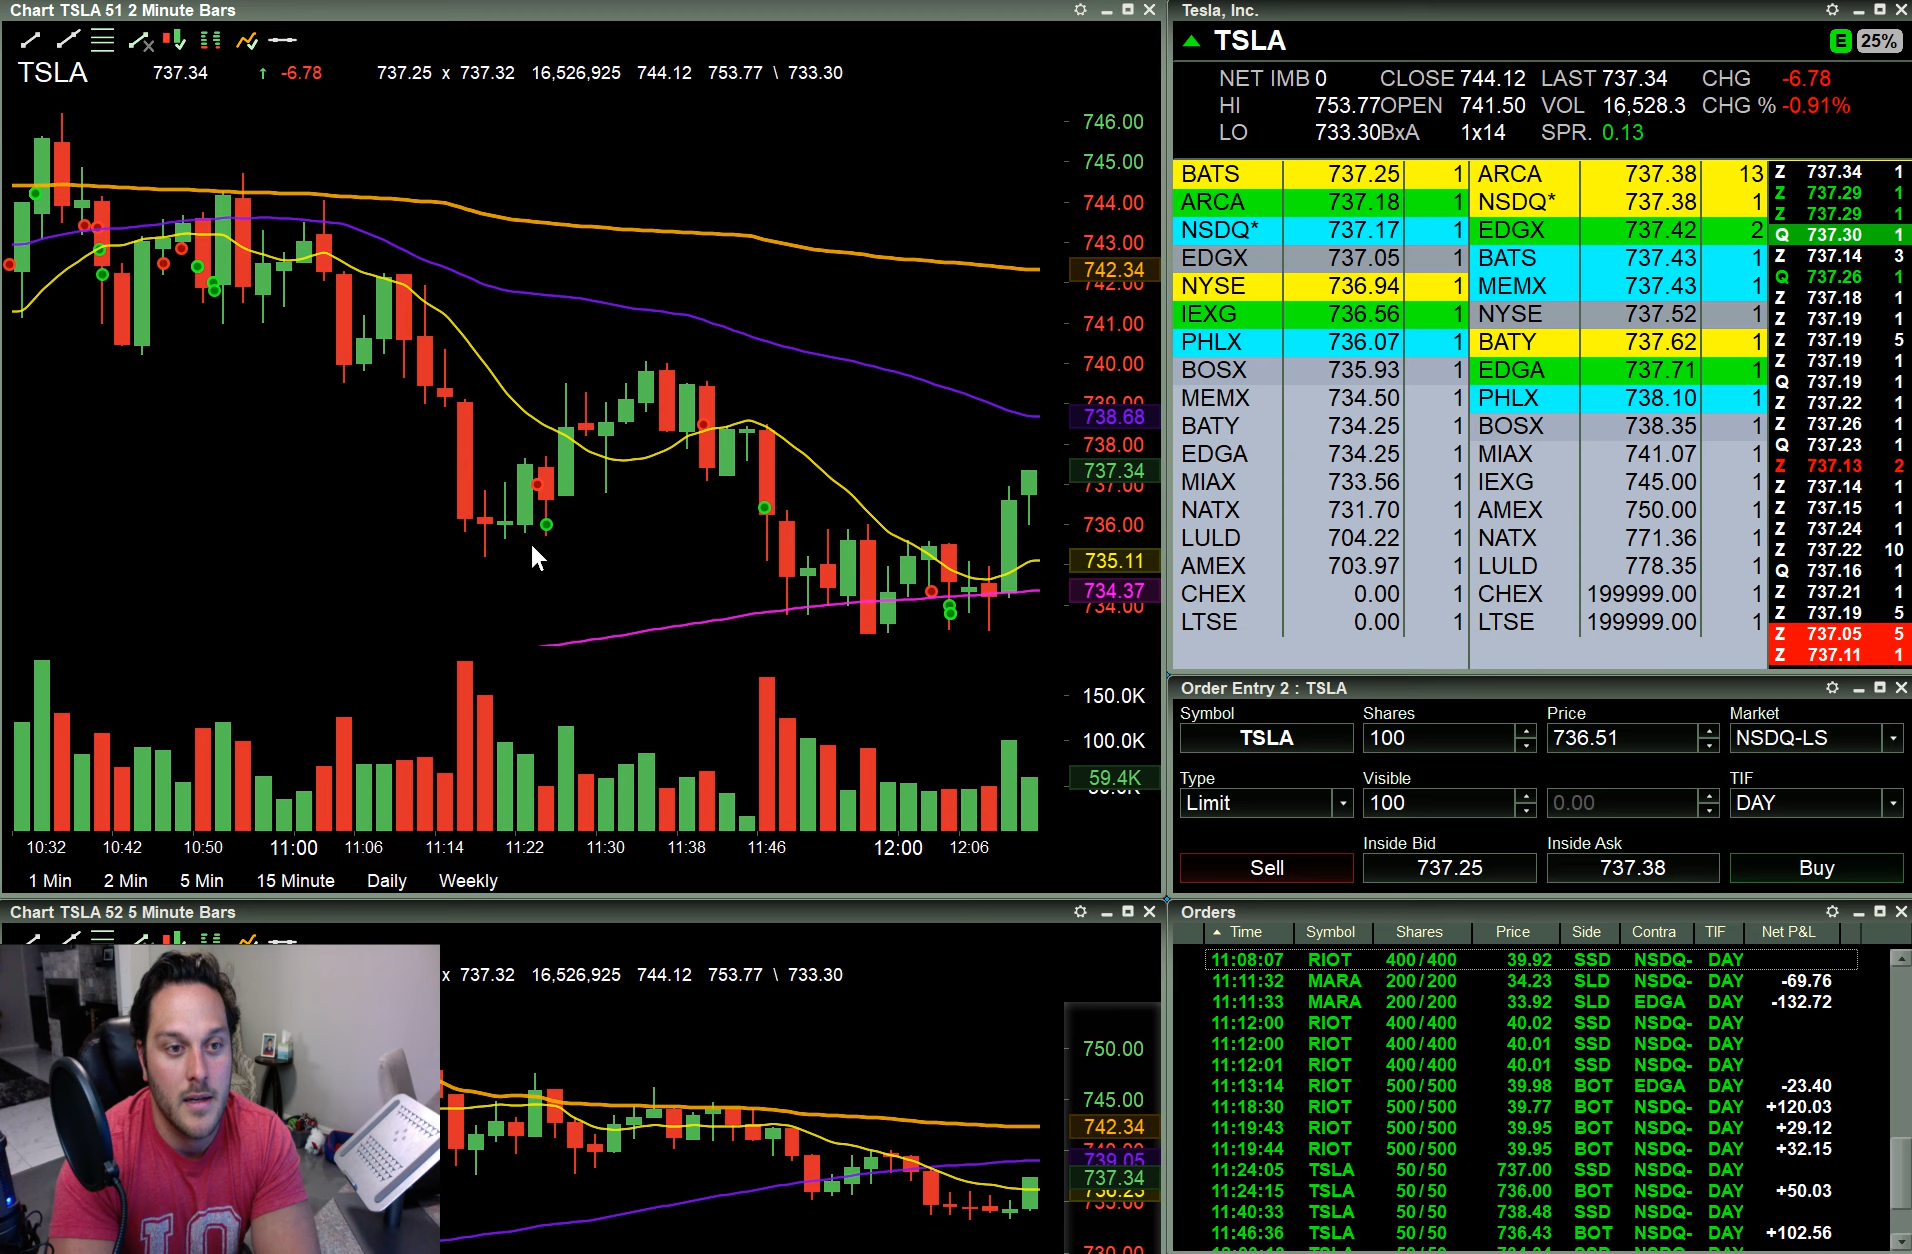 Chart TSLA 51 2 Minute Bars
TSLA 737.34 ↑ -6.78 737.25 x 737.32 16,526,925 744.12 753.77 \ 733.30
746.00
745.00
744.00
743.00
742.34
742.00
741.00
740.00
739.00
738.68
738.00
737.34
737.00
736.00
735.11
734.37
734.00
150.0K
100.0K
59.4K
10:32 10:42 10:50 11:00 11:06 11:14 11:22 11:30 11:38 11:46 12:00 12:06
1 Min 2 Min 5 Min 15 Minute Daily Weekly
Chart TSLA 52 5 Minute Bars
x 737.32 16,526,925 744.12 753.77 \ 733.30
750.00
745.00
742.34
739.05
737.34
736.25
735.00
730.00
Tesla, Inc.
TSLA E 25%
NET IMB 0 CLOSE 744.12 LAST 737.34 CHG -6.78
HI 753.77 OPEN 741.50 VOL 16,528.3 CHG % -0.91%
LO 733.30 BxA 1x14 SPR. 0.13
BATS 737.25 1 ARCA 737.38 13
ARCA 737.18 1 NSDQ* 737.38 1
NSDQ* 737.17 1 EDGX 737.42 2
EDGX 737.05 1 BATS 737.43 1
NYSE 736.94 1 MEMX 737.43 1
IEXG 736.56 1 NYSE 737.52 1
PHLX 736.07 1 BATY 737.62 1
BOSX 735.93 1 EDGA 737.71 1
MEMX 734.50 1 PHLX 738.10 1
BATY 734.25 1 BOSX 738.35 1
EDGA 734.25 1 MIAX 741.07 1
MIAX 733.56 1 IEXG 745.00 1
NATX 731.70 1 AMEX 750.00 1
LULD 704.22 1 NATX 771.36 1
AMEX 703.97 1 LULD 778.35 1
CHEX 0.00 1 CHEX 199999.00 1
LTSE 0.00 1 LTSE 199999.00 1
Z 737.34 1
Z 737.29 1
Z 737.29 1
Q 737.30 1
Z 737.14 3
Q 737.26 1
Z 737.18 1
Z 737.19 1
Z 737.19 5
Z 737.19 1
Q 737.19 1
Z 737.22 1
Z 737.26 1
Q 737.23 1
Z 737.13 2
Z 737.14 1
Z 737.15 1
Z 737.24 1
Z 737.22 10
Q 737.16 1
Z 737.21 1
Z 737.19 5
Z 737.05 5
Z 737.11 1
Order Entry 2 : TSLA
Symbol Shares Price Market
TSLA 100 736.51 NSDQ-LS
Type Visible TIF
Limit 100 0.00 DAY
Inside Bid Inside Ask
Sell 737.25 737.38 Buy
Orders
Time Symbol Shares Price Side Contra TIF Net P&L
11:08:07 RIOT 400/400 39.92 SSD NSDQ- DAY
11:11:32 MARA 200/200 34.23 SLD NSDQ- DAY -69.76
11:11:33 MARA 200/200 33.92 SLD EDGA DAY -132.72
11:12:00 RIOT 400/400 40.02 SSD NSDQ- DAY
11:12:00 RIOT 400/400 40.01 SSD NSDQ- DAY
11:12:01 RIOT 400/400 40.01 SSD NSDQ- DAY
11:13:14 RIOT 500/500 39.98 BOT EDGA DAY -23.40
11:18:30 RIOT 500/500 39.77 BOT NSDQ- DAY +120.03
11:19:43 RIOT 500/500 39.95 BOT NSDQ- DAY +29.12
11:19:44 RIOT 500/500 39.95 BOT NSDQ- DAY +32.15
11:24:05 TSLA 50/50 737.00 SSD NSDQ- DAY
11:24:15 TSLA 50/50 736.00 BOT NSDQ- DAY +50.03
11:40:33 TSLA 50/50 738.48 SSD NSDQ- DAY
11:46:36 TSLA 50/50 736.43 BOT NSDQ- DAY +102.56